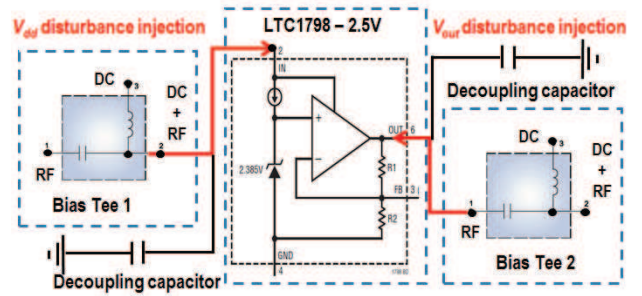 V_dd disturbance injection
LTC1798 – 2.5V
V_out disturbance injection
DC
3
DC
+
RF
1
2
RF
Bias Tee 1
Decoupling capacitor
2
IN
+
–
OUT 6
2.385V
R1
FB 3
R2
GND
4
Decoupling capacitor
DC
3
DC
+
RF
1
2
RF
Bias Tee 2